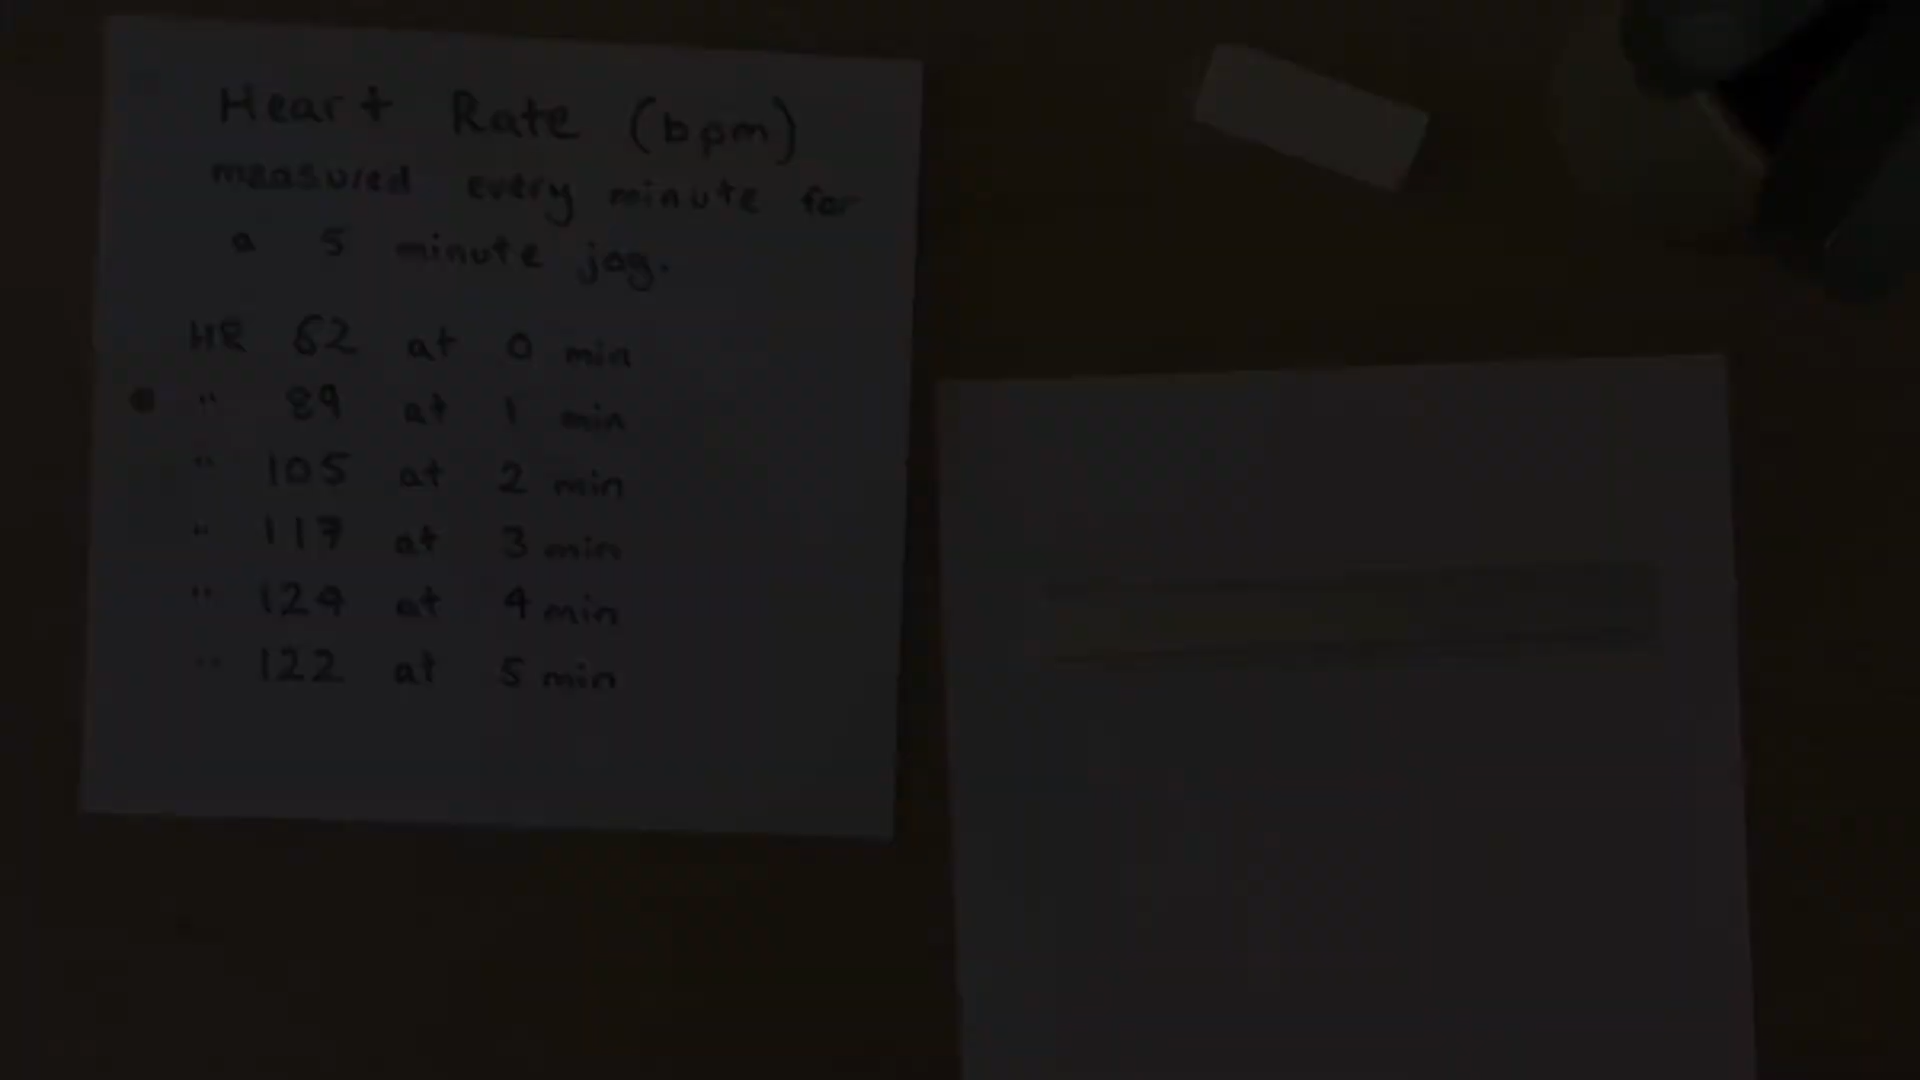 Heart Rate (bpm)
measured every minute for
a 5 minute jog.
HR 62 at 0 min
" 89 at 1 min
" 105 at 2 min
" 117 at 3 min
" 124 at 4 min
" 122 at 5 min